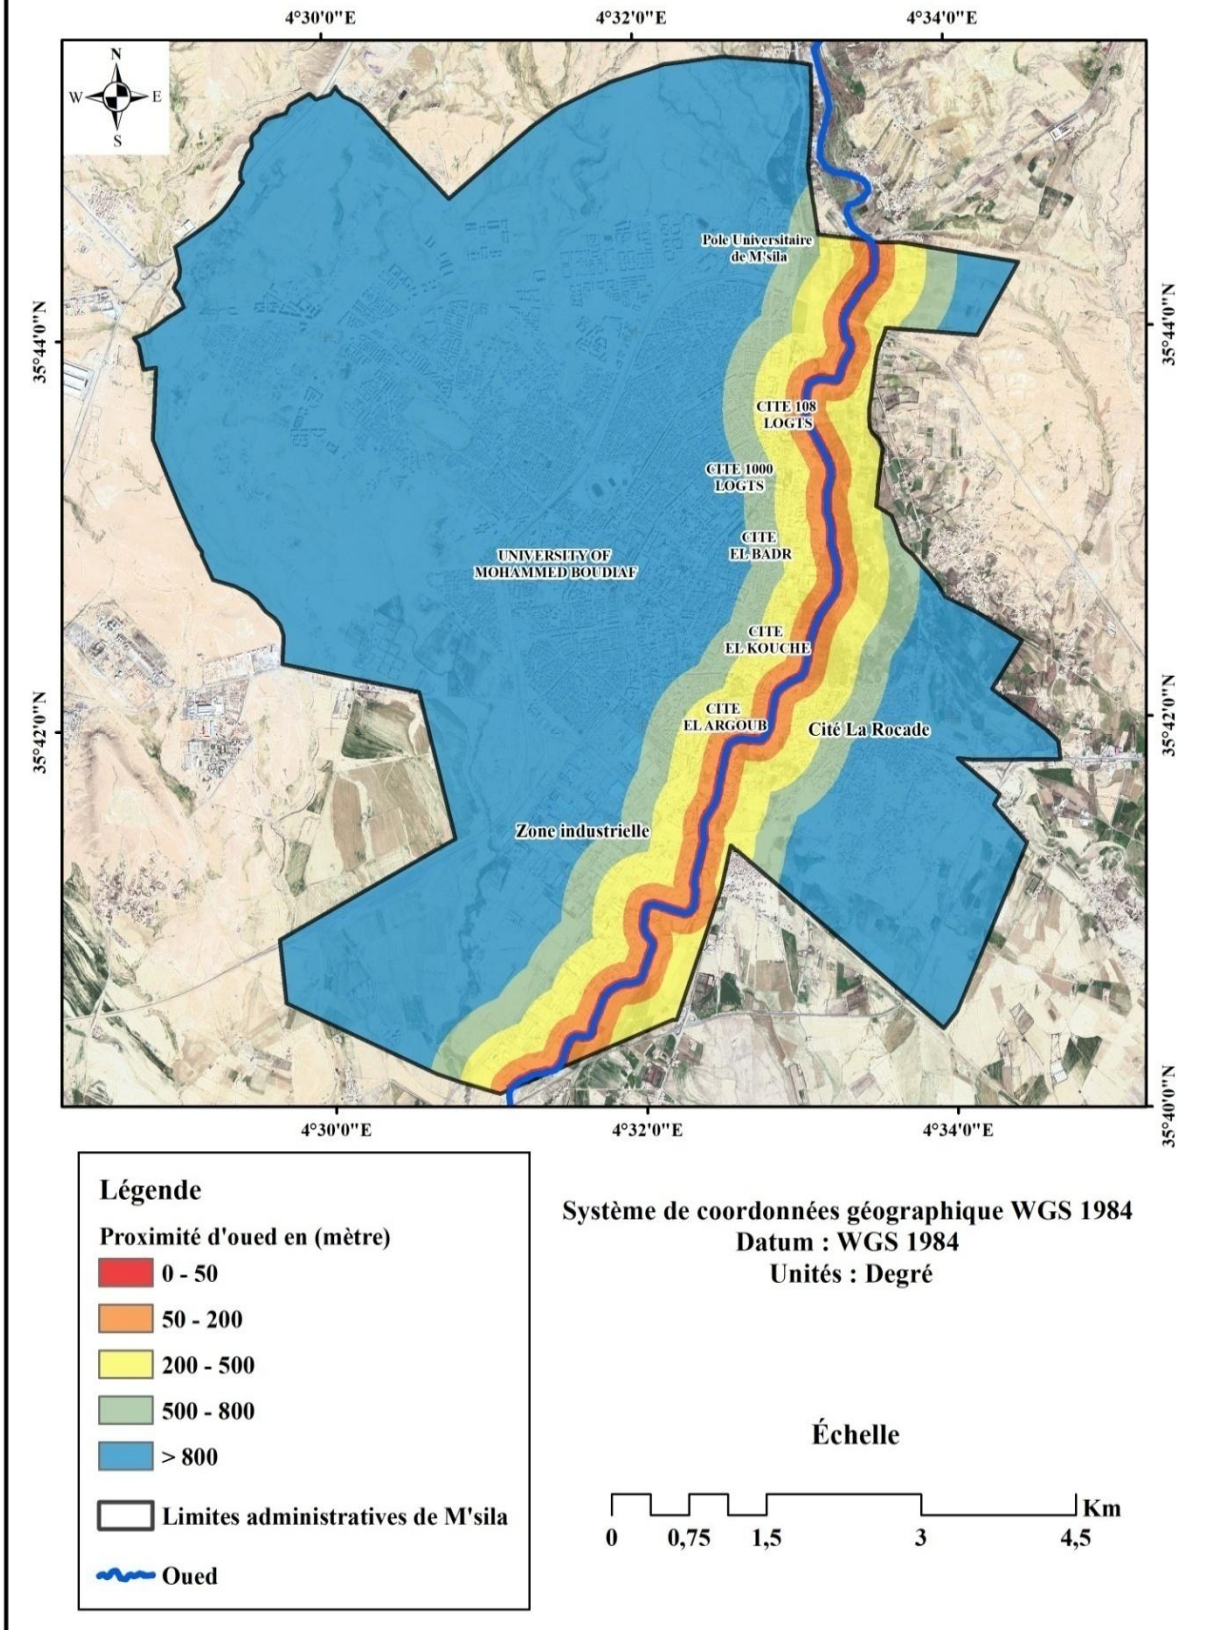 4°30'0"E
4°32'0"E
4°34'0"E
N
W
E
S
35°44'0"N
35°44'0"N
Pole Universitaire
de M'sila
CITE 108
LOGTS
CITE 1000
LOGTS
CITE
EL BADR
UNIVERSITY OF
MOHAMMED BOUDIAF
CITE
EL KOUCHE
CITE
EL ARGOUB
Cité La Rocade
35°42'0"N
35°42'0"N
Zone industrielle
35°40'0"N
4°30'0"E
4°32'0"E
4°34'0"E
Légende
Proximité d'oued en (mètre)
0 - 50
50 - 200
200 - 500
500 - 800
> 800
Limites administratives de M'sila
Oued
Système de coordonnées géographique WGS 1984
Datum : WGS 1984
Unités : Degré
Échelle
Km
0
0,75
1,5
3
4,5